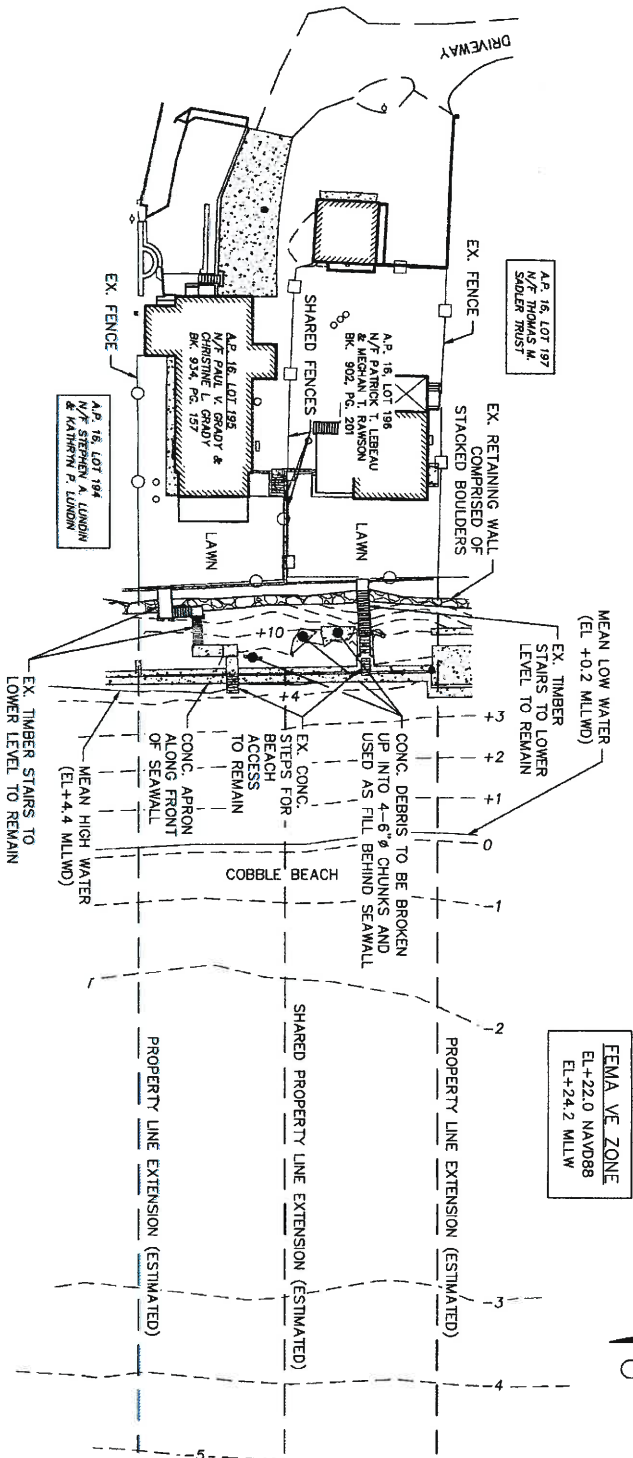 DRIVEWAY
A.P. 16, LOT 197
N/F THOMAS M.
SADLER TRUST
EX. FENCE
EX. RETAINING WALL
COMPRISED OF
STACKED BOULDERS
A.P. 16, LOT 196
N/F PATRICK T. LEBEAU
& MEGHAN T. RAWSON
BK. 902, PG. 201
SHARED FENCES
A.P. 16, LOT 195
N/F PAUL V. GRADY &
CHRISTINE L. GRADY
BK. 934, PG. 157
EX. FENCE
A.P. 16, LOT 194
N/F STEPHEN A. LUNDIN
& KATHRYN P. LUNDIN
LAWN
LAWN
MEAN LOW WATER
(EL +0.2 MLLWD)
EX. TIMBER
STAIRS TO LOWER
LEVEL TO REMAIN
CONC. DEBRIS TO BE BROKEN
UP INTO 4-6"ø CHUNKS AND
USED AS FILL BEHIND SEAWALL
EX. CONC.
STEPS FOR
BEACH
ACCESS
TO REMAIN
CONC. APRON
ALONG FRONT
OF SEAWALL
MEAN HIGH WATER
(EL+4.4 MLLWD)
EX. TIMBER STAIRS TO
LOWER LEVEL TO REMAIN
+10
+4
+3
+2
+1
0
COBBLE BEACH
-1
-2
FEMA VE ZONE
EL+22.0 NAVD88
EL+24.2 MLLW
PROPERTY LINE EXTENSION (ESTIMATED)
SHARED PROPERTY LINE EXTENSION (ESTIMATED)
PROPERTY LINE EXTENSION (ESTIMATED)
-3
-4
-5